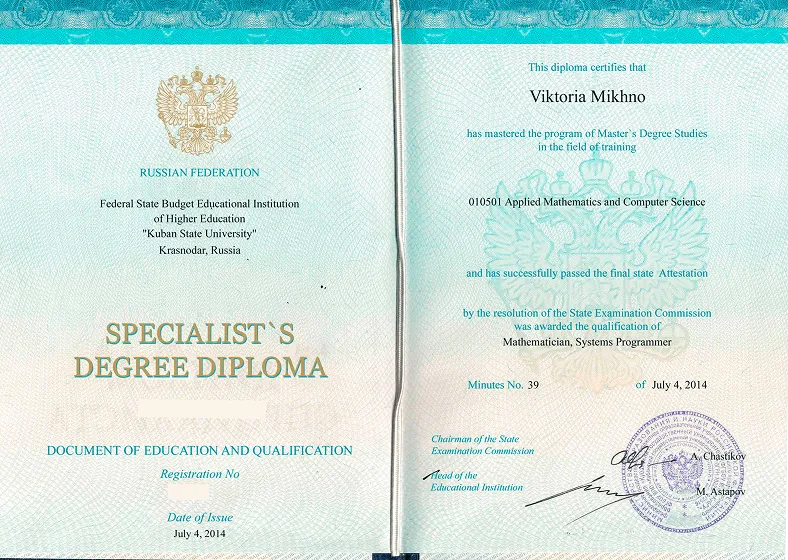 RUSSIAN FEDERATION
Federal State Budget Educational Institution
of Higher Education
"Kuban State University"
Krasnodar, Russia
SPECIALIST`S
DEGREE DIPLOMA
DOCUMENT OF EDUCATION AND QUALIFICATION
Registration No
Date of Issue
July 4, 2014
This diploma certifies that
Viktoria Mikhno
has mastered the program of Master`s Degree Studies
in the field of training
010501 Applied Mathematics and Computer Science
and has successfully passed the final state Attestation
by the resolution of the State Examination Commission
was awarded the qualification of
Mathematician, Systems Programmer
Minutes No. 39 of July 4, 2014
Chairman of the State
Examination Commission
A. Chastikov
Head of the
Educational Institution
M. Astapov